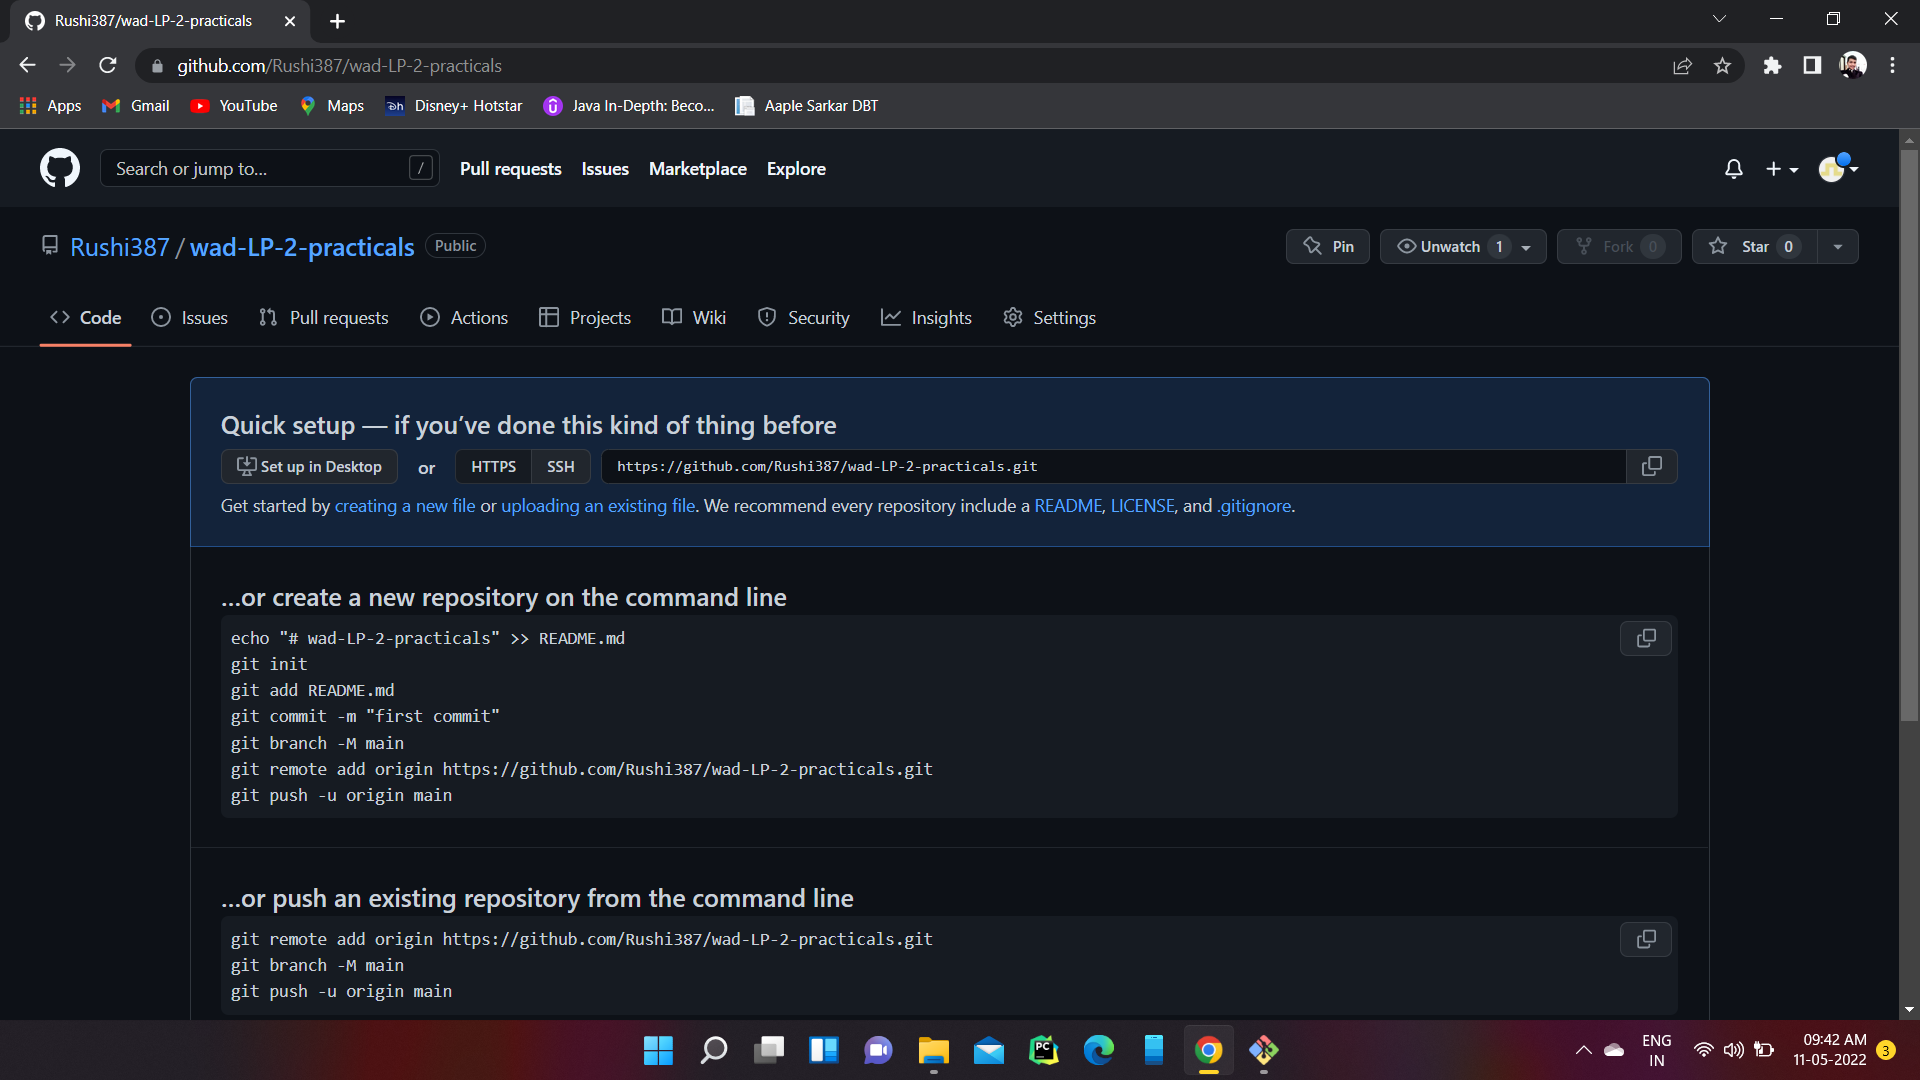 Rushi387/wad-LP-2-practicals
github.com/Rushi387/wad-LP-2-practicals
Apps Gmail YouTube Maps Disney+ Hotstar Java In-Depth: Beco... Aaple Sarkar DBT
Search or jump to... / Pull requests Issues Marketplace Explore
Rushi387 / wad-LP-2-practicals Public Pin Unwatch 1 Fork 0 Star 0
Code Issues Pull requests Actions Projects Wiki Security Insights Settings
Quick setup — if you’ve done this kind of thing before
Set up in Desktop or HTTPS SSH https://github.com/Rushi387/wad-LP-2-practicals.git
Get started by creating a new file or uploading an existing file. We recommend every repository include a README, LICENSE, and .gitignore.
…or create a new repository on the command line
echo "# wad-LP-2-practicals" >> README.md
git init
git add README.md
git commit -m "first commit"
git branch -M main
git remote add origin https://github.com/Rushi387/wad-LP-2-practicals.git
git push -u origin main
…or push an existing repository from the command line
git remote add origin https://github.com/Rushi387/wad-LP-2-practicals.git
git branch -M main
git push -u origin main
Dh
PC
ENG
IN
09:42 AM
11-05-2022
3